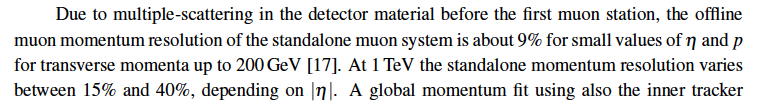 Due to multiple-scattering in the detector material before the first muon station, the offline
muon momentum resolution of the standalone muon system is about 9% for small values of η and p
for transverse momenta up to 200 GeV [17]. At 1 TeV the standalone momentum resolution varies
between 15% and 40%, depending on |η|. A global momentum fit using also the inner tracker